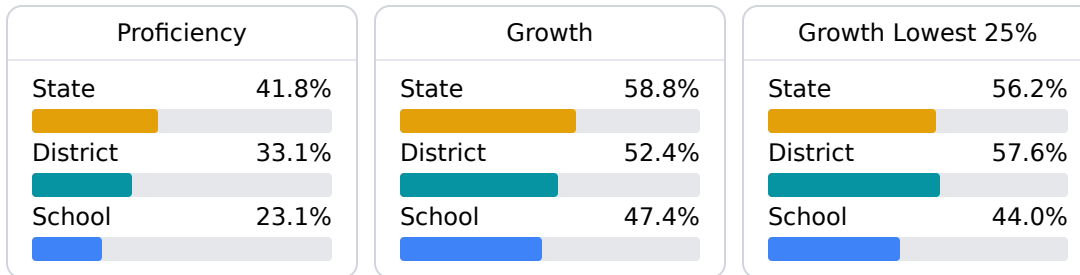 Proficiency
State 41.8%
District 33.1%
School 23.1%
Growth
State 58.8%
District 52.4%
School 47.4%
Growth Lowest 25%
State 56.2%
District 57.6%
School 44.0%